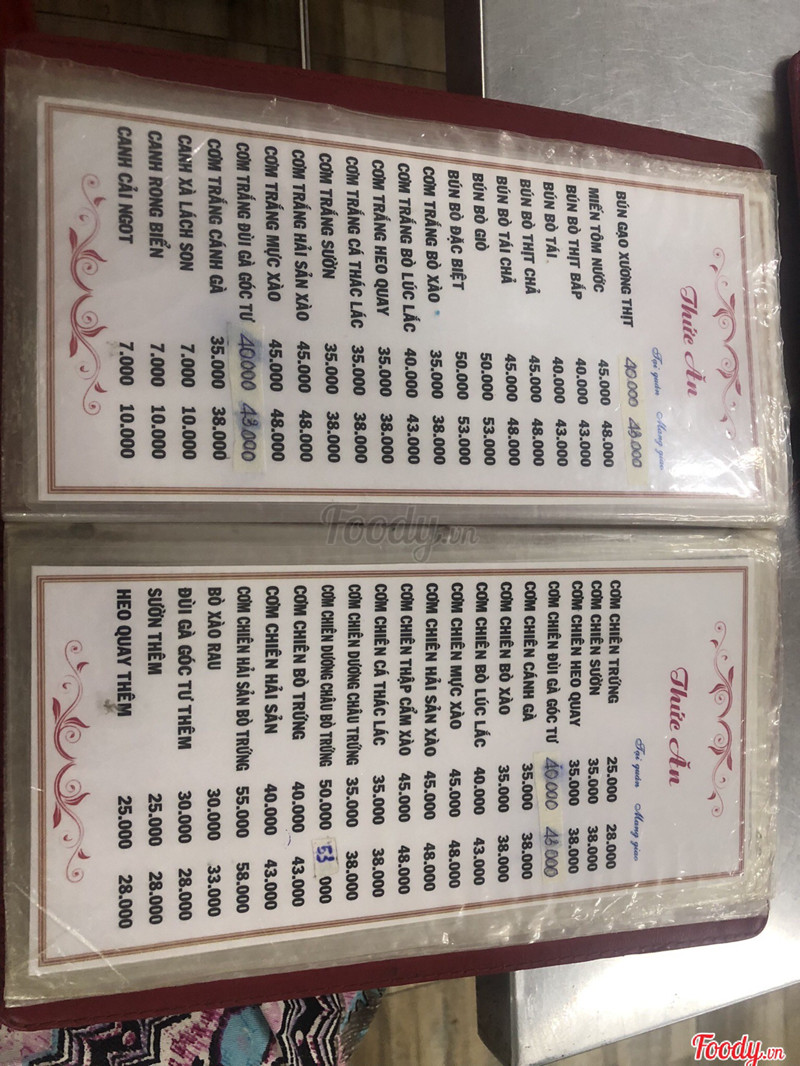 Thức Ăn
Tại quán Mang giao
BÚN GẠO XƯƠNG THỊT 40.000 43.000
MIẾN TÔM NƯỚC 45.000 48.000
BÚN BÒ THỊT BẮP 40.000 43.000
BÚN BÒ TÁI 40.000 43.000
BÚN BÒ THỊT CHẢ 45.000 48.000
BÚN BÒ TÁI CHẢ 45.000 48.000
BÚN BÒ GIÒ 50.000 53.000
BÚN BÒ ĐẶC BIỆT 50.000 53.000
CƠM TRẮNG BÒ XÀO 35.000 38.000
CƠM TRẮNG BÒ LÚC LẮC 40.000 43.000
CƠM TRẮNG HEO QUAY 35.000 38.000
CƠM TRẮNG CÁ THÁC LÁC 35.000 38.000
CƠM TRẮNG SƯỜN 35.000 38.000
CƠM TRẮNG HẢI SẢN XÀO 45.000 48.000
CƠM TRẮNG MỰC XÀO 45.000 48.000
CƠM TRẮNG ĐÙI GÀ GÓC TƯ 40000 43.000
CƠM TRẮNG CÁNH GÀ 35.000 38.000
CANH XÀ LÁCH SON 7.000 10.000
CANH RONG BIỂN 7.000 10.000
CANH CẢI NGỌT 7.000 10.000
Thức Ăn
Tại quán Mang giao
CƠM CHIÊN TRỨNG 25.000 28.000
CƠM CHIÊN SƯỜN 35.000 38.000
CƠM CHIÊN HEO QUAY 35.000 38.000
CƠM CHIÊN ĐÙI GÀ GÓC TƯ 40000 43000
CƠM CHIÊN CÁNH GÀ 35.000 38.000
CƠM CHIÊN BÒ XÀO 35.000 38.000
CƠM CHIÊN BÒ LÚC LẮC 40.000 43.000
CƠM CHIÊN MỰC XÀO 45.000 48.000
CƠM CHIÊN HẢI SẢN XÀO 45.000 48.000
CƠM CHIÊN THẬP CẨM XÀO 45.000 48.000
CƠM CHIÊN CÁ THÁC LÁC 35.000 38.000
CƠM CHIÊN DƯƠNG CHÂU TRỨNG 35.000 38.000
CƠM CHIÊN DƯƠNG CHÂU BÒ TRỨNG 50.000 53 000
CƠM CHIÊN BÒ TRỨNG 40.000 43.000
CƠM CHIÊN HẢI SẢN 40.000 43.000
CƠM CHIÊN HẢI SẢN BÒ TRỨNG 55.000 58.000
BÒ XÀO RAU 30.000 33.000
ĐÙI GÀ GÓC TƯ THÊM 30.000 28.000
SƯỜN THÊM 25.000 28.000
HEO QUAY THÊM 25.000 28.000
Foody.vn
Foody.vn